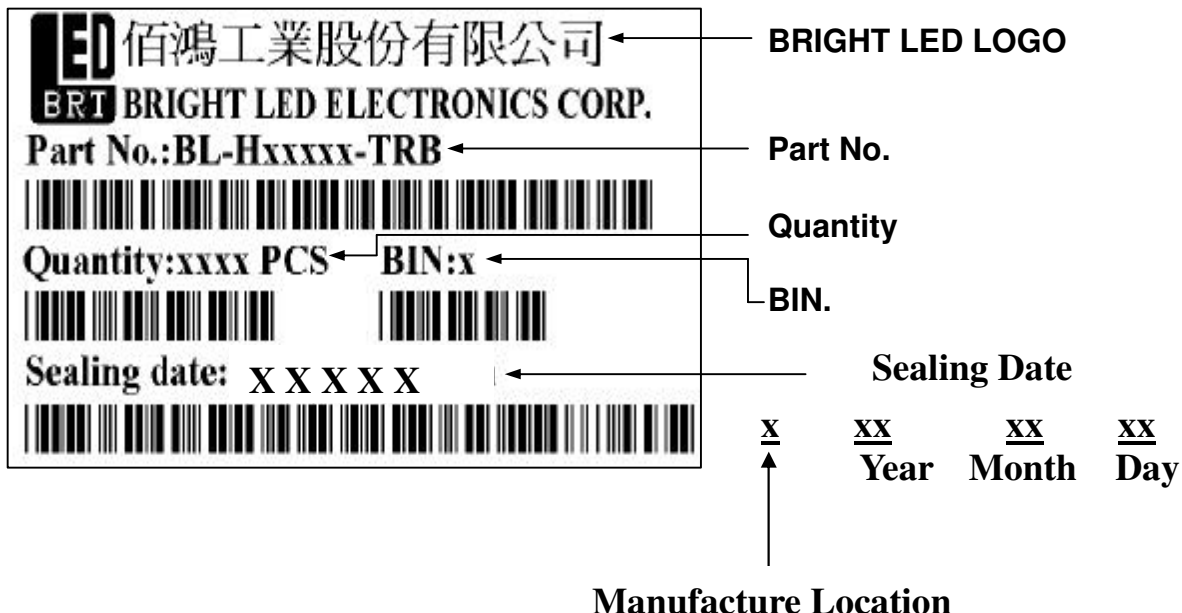 LED 佰鴻工業股份有限公司
BRT BRIGHT LED ELECTRONICS CORP.
Part No.:BL-Hxxxxx-TRB
Quantity:xxxx PCS BIN:x
Sealing date: X X X X X
BRIGHT LED LOGO
Part No.
Quantity
BIN.
Sealing Date
x xx xx xx
Year Month Day
Manufacture Location